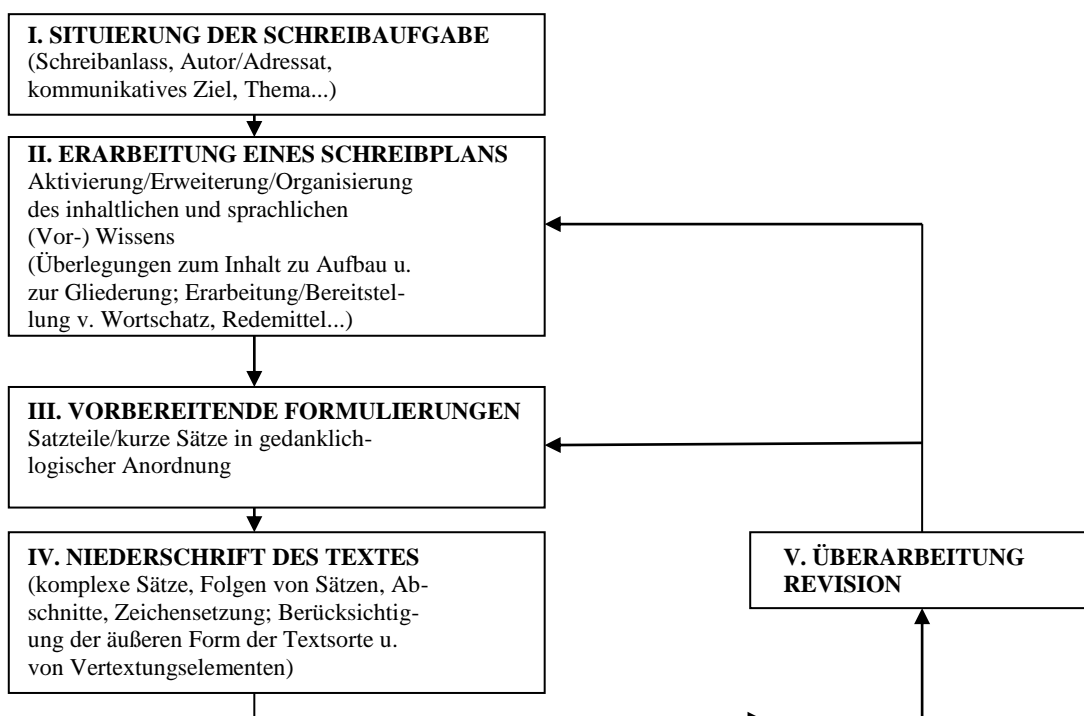 I. SITUIERUNG DER SCHREIBAUFGABE
(Schreibanlass, Autor/Adressat,
kommunikatives Ziel, Thema...)
II. ERARBEITUNG EINES SCHREIBPLANS
Aktivierung/Erweiterung/Organisierung
des inhaltlichen und sprachlichen
(Vor-) Wissens
(Überlegungen zum Inhalt zu Aufbau u.
zur Gliederung; Erarbeitung/Bereitstel-
lung v. Wortschatz, Redemittel...)
III. VORBEREITENDE FORMULIERUNGEN
Satzteile/kurze Sätze in gedanklich-
logischer Anordnung
IV. NIEDERSCHRIFT DES TEXTES
(komplexe Sätze, Folgen von Sätzen, Ab-
schnitte, Zeichensetzung; Berücksichtig-
ung der äußeren Form der Textsorte u.
von Vertextungselementen)
V. ÜBERARBEITUNG
REVISION